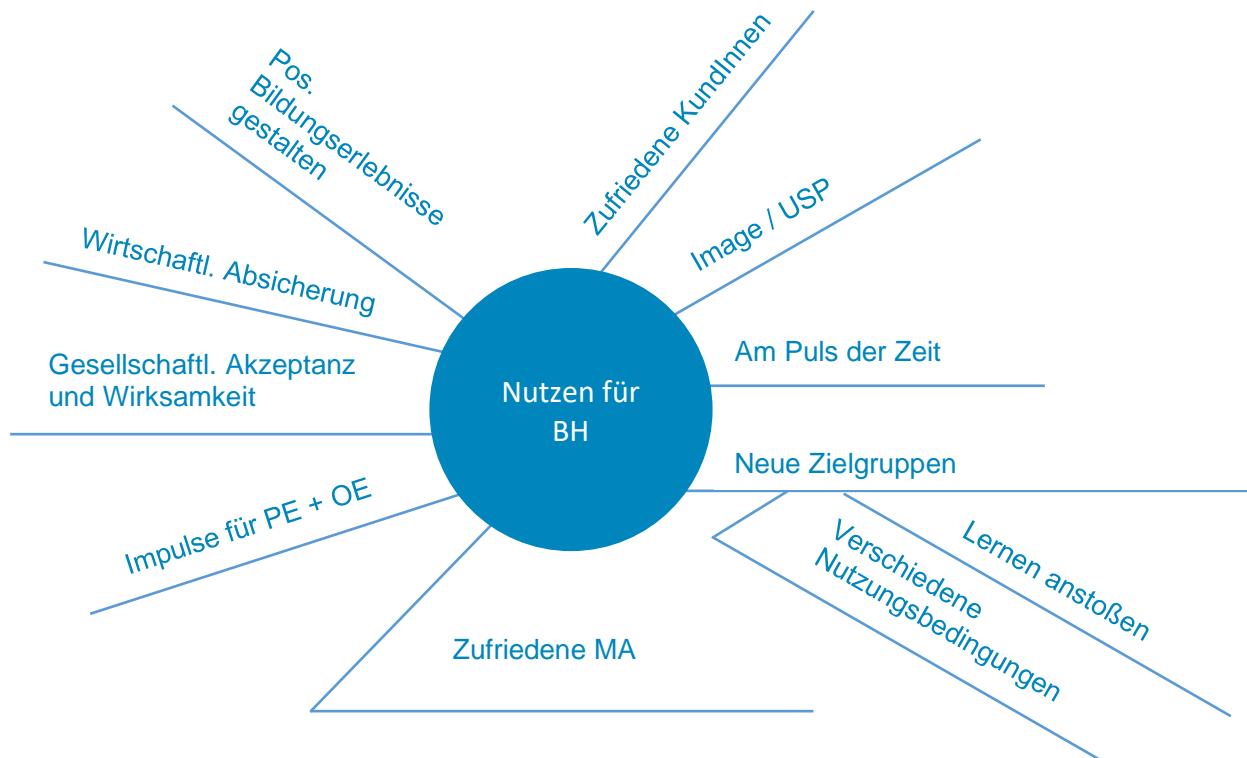 Pos.
Bildungserlebnisse
gestalten
Zufriedene KundInnen
Image / USP
Wirtschaftl. Absicherung
Gesellschaftl. Akzeptanz
und Wirksamkeit
Am Puls der Zeit
Nutzen für
BH
Neue Zielgruppen
Impulse für PE + OE
Verschiedene
Nutzungsbedingungen
Lernen anstoßen
Zufriedene MA